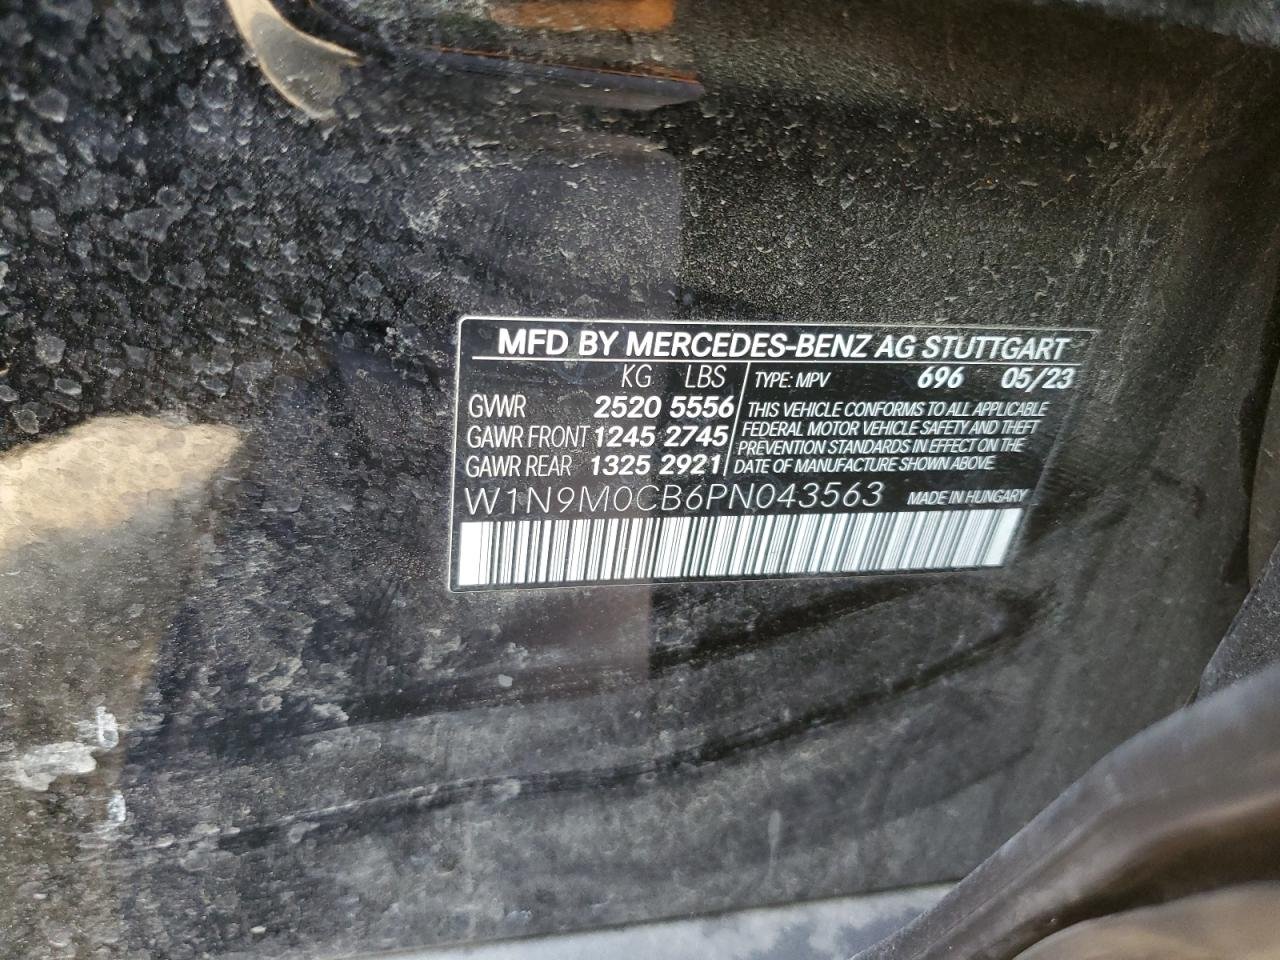 MFD BY MERCEDES-BENZ AG STUTTGART
KG LBS TYPE: MPV 696 05/23
GVWR 2520 5556 THIS VEHICLE CONFORMS TO ALL APPLICABLE
GAWR FRONT 1245 2745 FEDERAL MOTOR VEHICLE SAFETY AND THEFT
PREVENTION STANDARDS IN EFFECT ON THE
GAWR REAR 1325 2921 DATE OF MANUFACTURE SHOWN ABOVE.
W1N9M0CB6PN043563 MADE IN HUNGARY